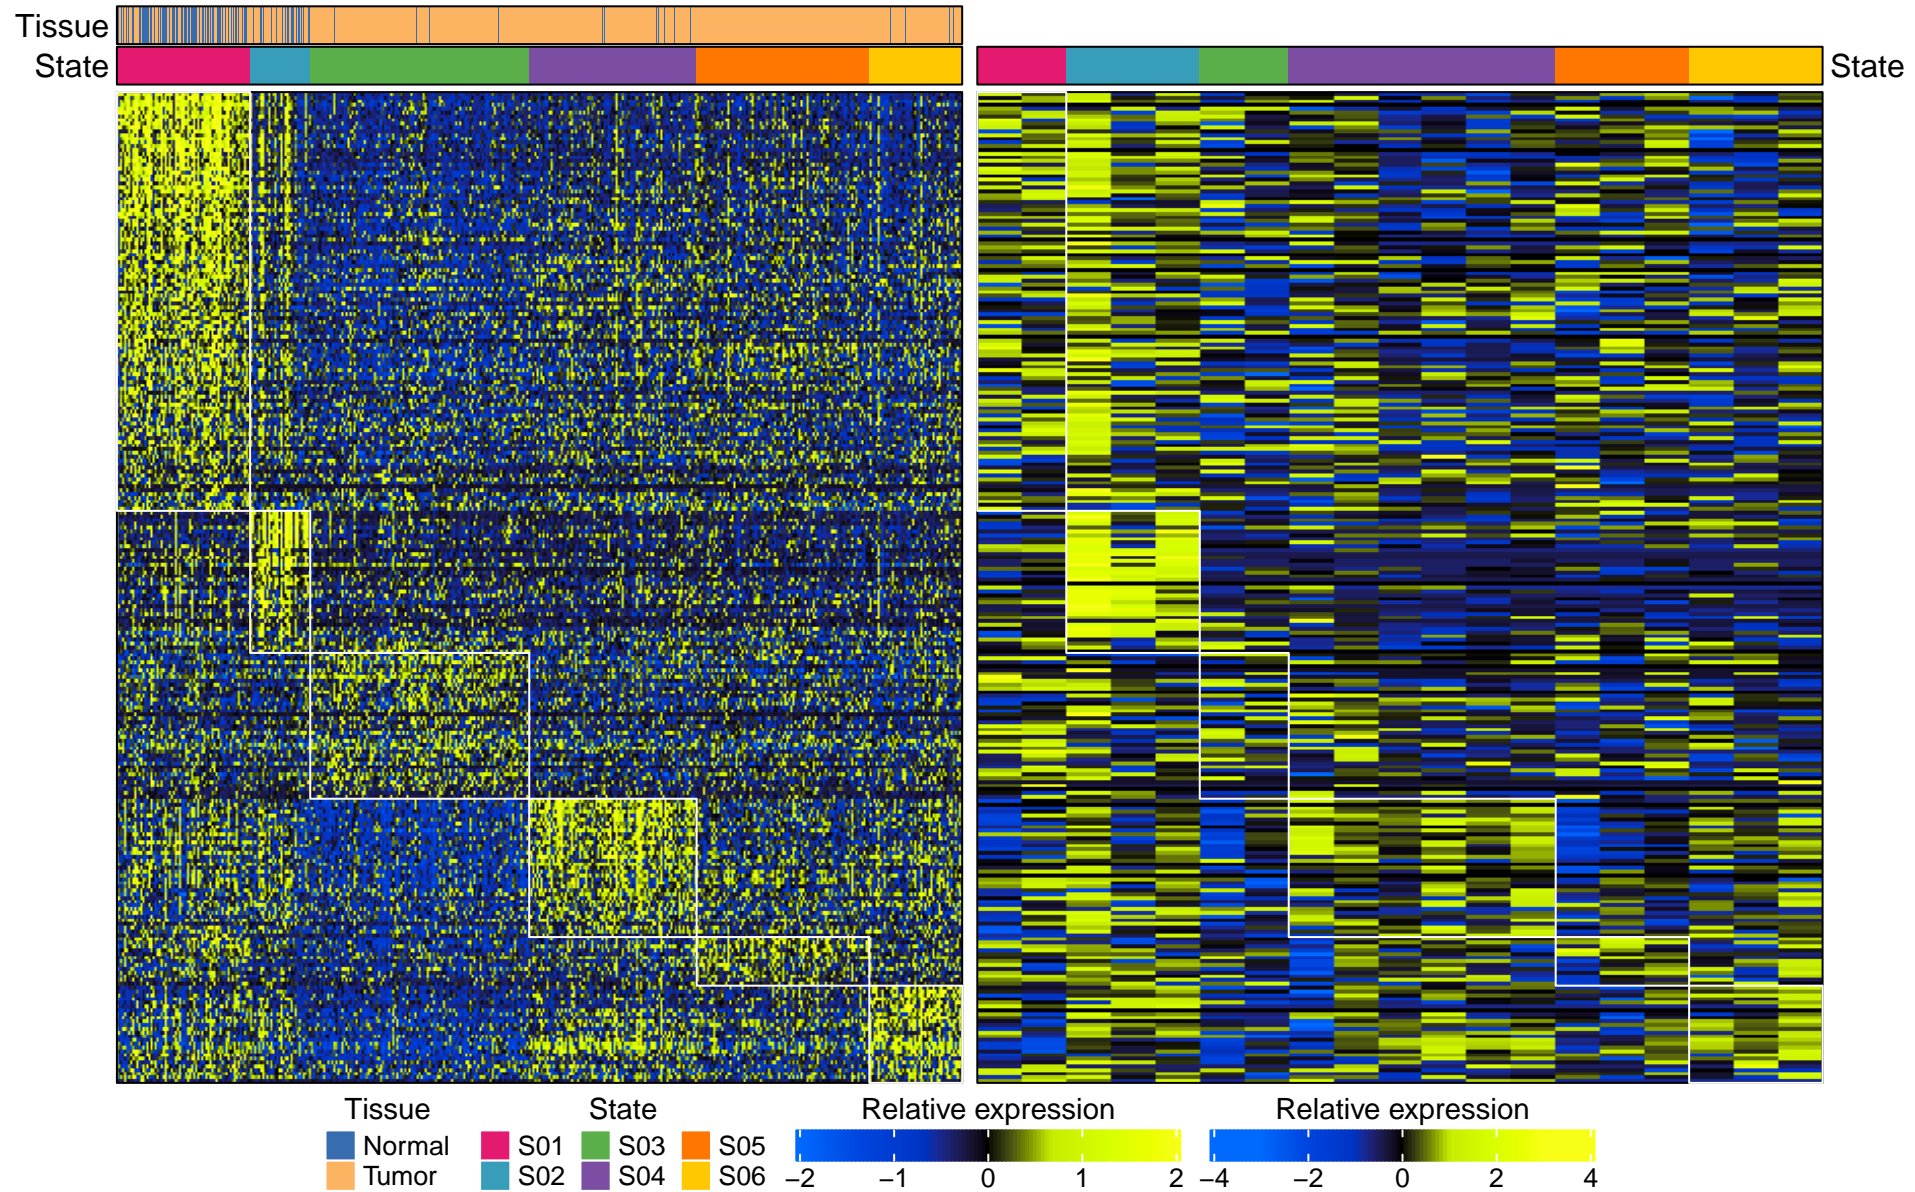 Tissue
State
State
Tissue State Relative expression Relative expression
Normal S01 S03 S05
Tumor S02 S04 S06
−2 −1 0 1 2 −4 −2 0 2 4